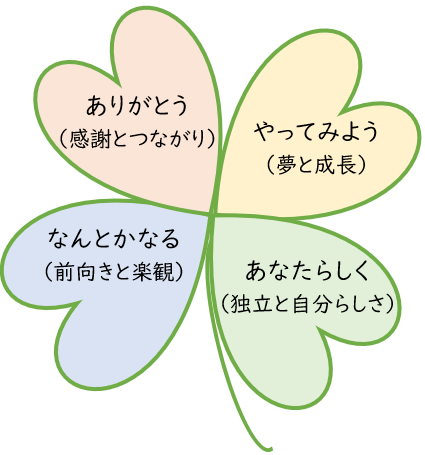 ありがとう
（感謝とつながり）
やってみよう
（夢と成長）
なんとかなる
（前向きと楽観）
あなたらしく
（独立と自分らしさ）